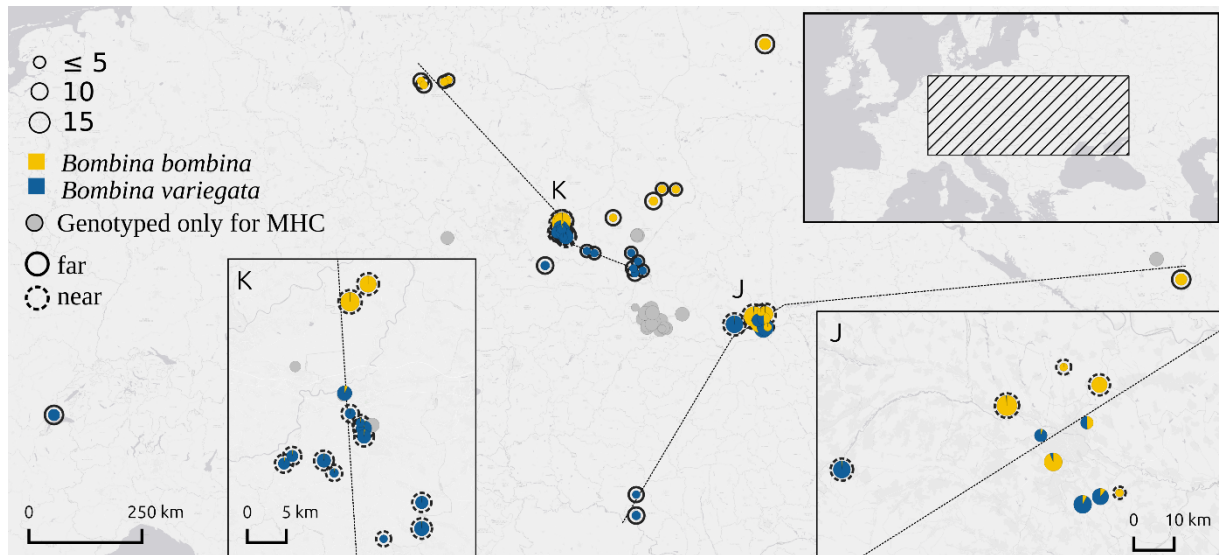 ≤ 5
10
15
Bombina bombina
Bombina variegata
Genotyped only for MHC
far
near
K
J
K
J
0 250 km
0 5 km
0 10 km